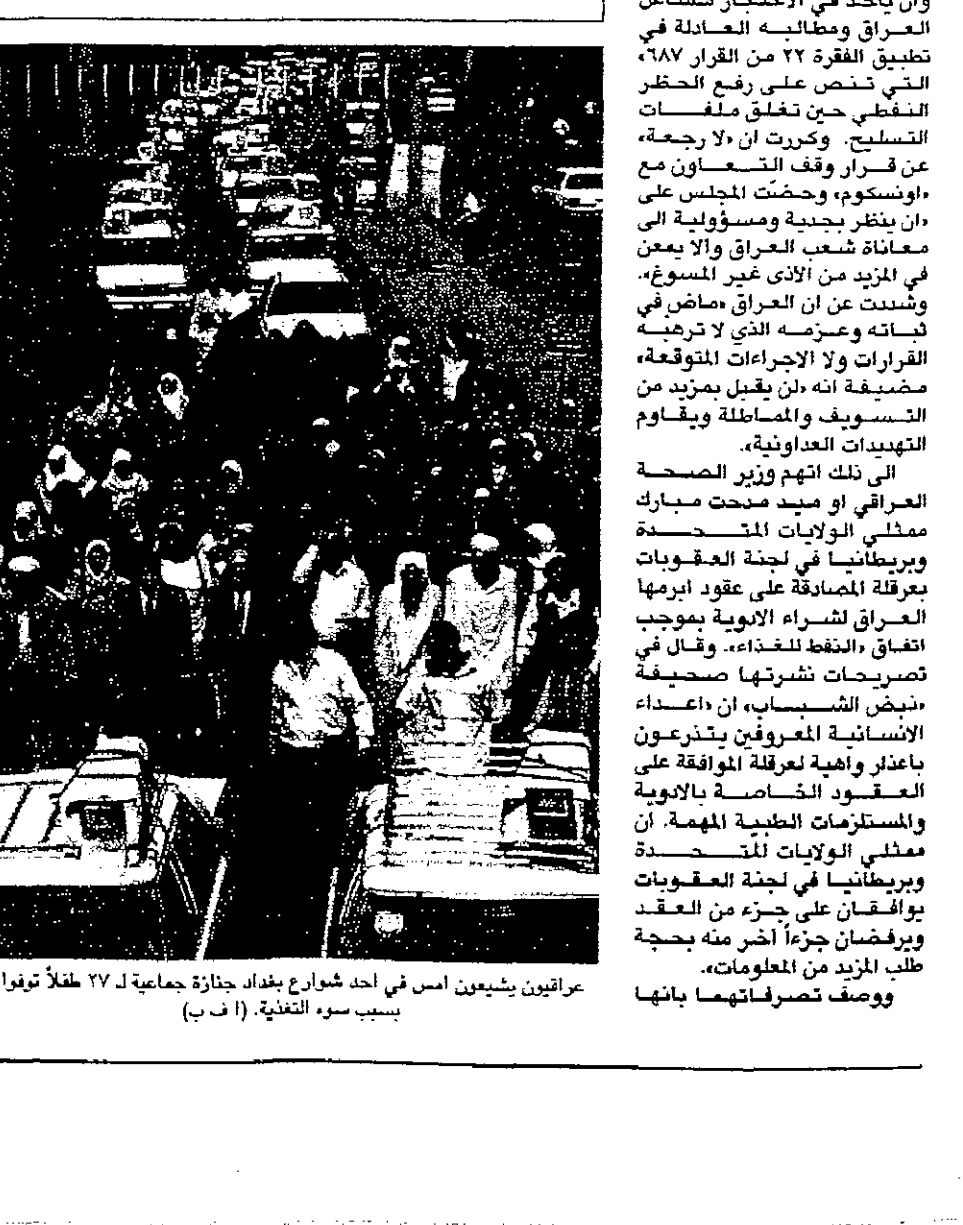 وان يأخذ في الاعتبار
العراق ومطالبه العادلة في
تطبيق الفقرة ٢٢ من القرار ٦٨٧،
التي تنص على رفع الحظر
النفطي حين تغلق ملفات
التسليح. وكررت ان «لا رجعة»
عن قرار وقف التعاون مع
«اونسكوم» وحضّت المجلس على
«ان ينظر بجدية ومسؤولية الى
معاناة شعب العراق وألا يمعن
في المزيد من الأذى غير المسوغ».
وشددت عن ان العراق «ماض في
ثباته وعزمه الذي لا ترهبه
القرارات ولا الاجراءات المتوقعة»
مضيفة انه «لن يقبل بمزيد من
التسويف والمماطلة ويقاوم
التهديدات العداونية».
الى ذلك اتهم وزير الصحة
العراقي او ميد مدحت مبارك
ممثلي الولايات المتحدة
وبريطانيا في لجنة العقوبات
بعرقلة المصادقة على عقود ابرمها
العراق لشراء الادوية بموجب
اتفاق «النفط للغذاء». وقال في
تصريحات نشرتها صحيفة
«نبض الشباب» ان «اعداء
الانسانية المعروفين يتذرعون
باعذار واهية لعرقلة الموافقة على
العقود الخاصة بالادوية
والمستلزمات الطبية المهمة. ان
ممثلي الولايات المتحدة
وبريطانيا في لجنة العقوبات
يوافقان على جزء من العقد
ويرفضان جزءاً آخر منه بحجة
طلب المزيد من المعلومات».
ووصف تصرفاتهما بانها
عراقيون يشيعون امس في احد شوارع بغداد جنازة جماعية لـ ٢٧ طفلاً توفوا
بسبب سوء التغذية. (ا ف ب)